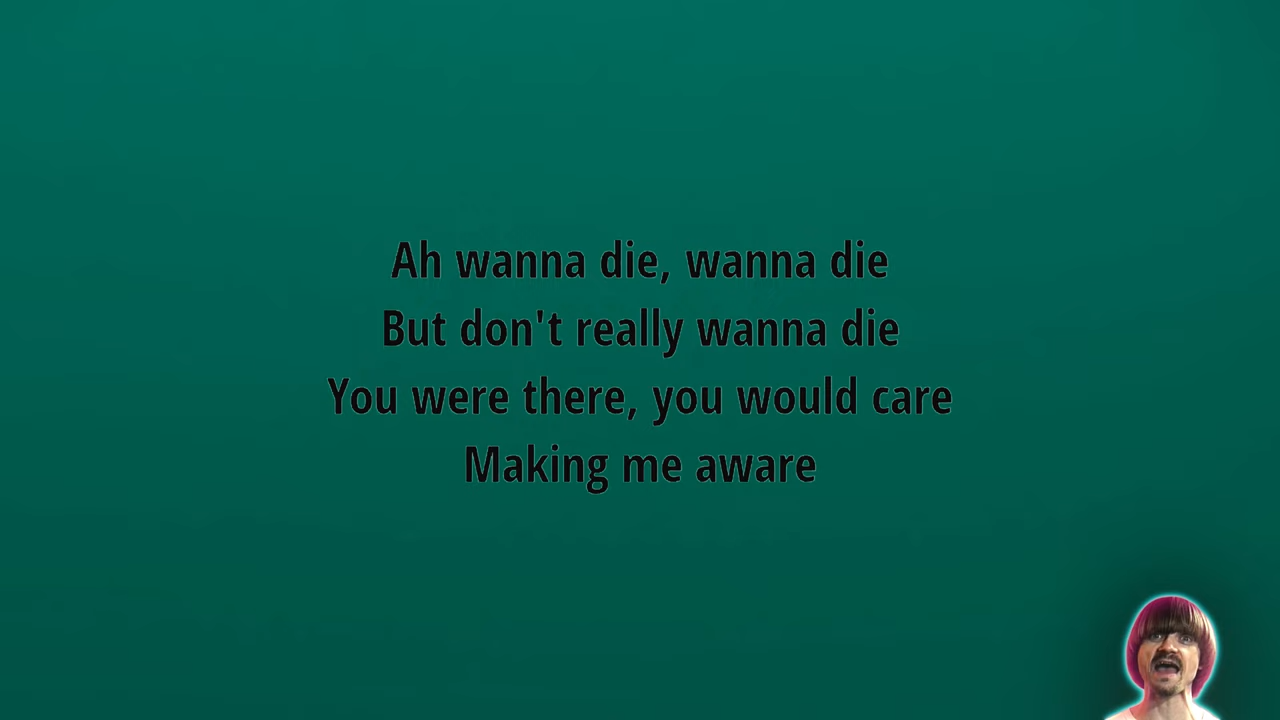 Ah wanna die, wanna die
But don't really wanna die
You were there, you would care
Making me aware